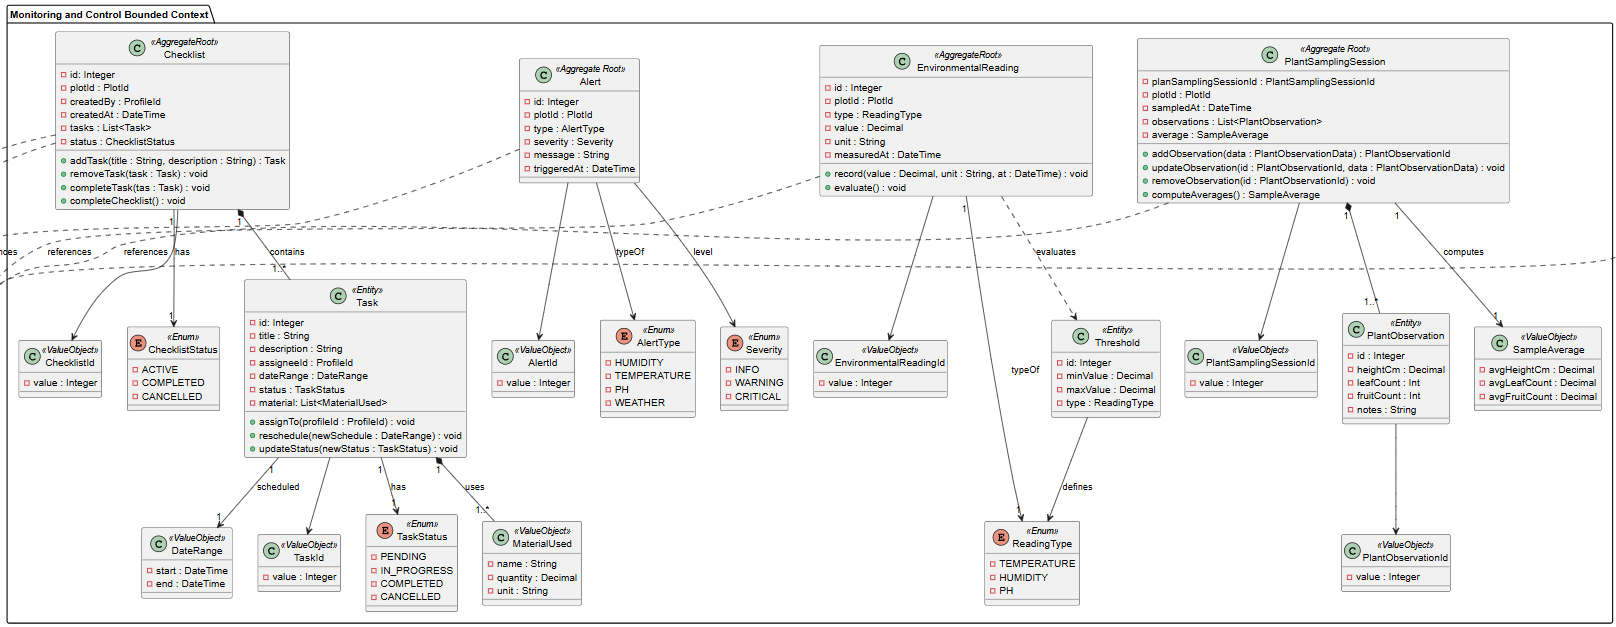 Monitoring and Control Bounded Context
«AggregateRoot»
Checklist
id: Integer
plotId : PlotId
createdBy : ProfileId
createdAt : DateTime
tasks : List<Task>
status : ChecklistStatus
addTask(title : String, description : String) : Task
removeTask(task : Task) : void
completeTask(tas : Task) : void
completeChecklist() : void
«Aggregate Root»
Alert
id: Integer
plotId : PlotId
type : AlertType
severity : Severity
message : String
triggeredAt : DateTime
«AggregateRoot»
EnvironmentalReading
id : Integer
plotId : PlotId
type : ReadingType
value : Decimal
unit : String
measuredAt : DateTime
record(value : Decimal, unit : String, at : DateTime) : void
evaluate() : void
«Aggregate Root»
PlantSamplingSession
planSamplingSessionId : PlantSamplingSessionId
plotId : PlotId
sampledAt : DateTime
observations : List<PlantObservation>
average : SampleAverage
addObservation(data : PlantObservationData) : PlantObservationId
updateObservation(id : PlantObservationId, data : PlantObservationData) : void
removeObservation(id : PlantObservationId) : void
computeAverages() : SampleAverage
1
1
1
1
1
nces
references
references
has
contains
typeOf
level
evaluates
computes
1..*
1
1..*
1
«ValueObject»
ChecklistId
value : Integer
«Enum»
ChecklistStatus
ACTIVE
COMPLETED
CANCELLED
«Entity»
Task
id: Integer
title : String
description : String
assigneeId : ProfileId
dateRange : DateRange
status : TaskStatus
material: List<MaterialUsed>
assignTo(profileId : ProfileId) : void
reschedule(newSchedule : DateRange) : void
updateStatus(newStatus : TaskStatus) : void
«ValueObject»
AlertId
value : Integer
«Enum»
AlertType
HUMIDITY
TEMPERATURE
PH
WEATHER
«Enum»
Severity
INFO
WARNING
CRITICAL
«ValueObject»
EnvironmentalReadingId
value : Integer
typeOf
«Entity»
Threshold
id: Integer
minValue : Decimal
maxValue : Decimal
type : ReadingType
«ValueObject»
PlantSamplingSessionId
value : Integer
«Entity»
PlantObservation
id : Integer
heightCm : Decimal
leafCount : Int
fruitCount : Int
notes : String
«ValueObject»
SampleAverage
avgHeightCm : Decimal
avgLeafCount : Decimal
avgFruitCount : Decimal
1
1
1
scheduled
has
uses
defines
1
1
1..*
1
«ValueObject»
DateRange
start : DateTime
end : DateTime
«ValueObject»
TaskId
value : Integer
«Enum»
TaskStatus
PENDING
IN_PROGRESS
COMPLETED
CANCELLED
«ValueObject»
MaterialUsed
name : String
quantity : Decimal
unit : String
«Enum»
ReadingType
TEMPERATURE
HUMIDITY
PH
«ValueObject»
PlantObservationId
value : Integer